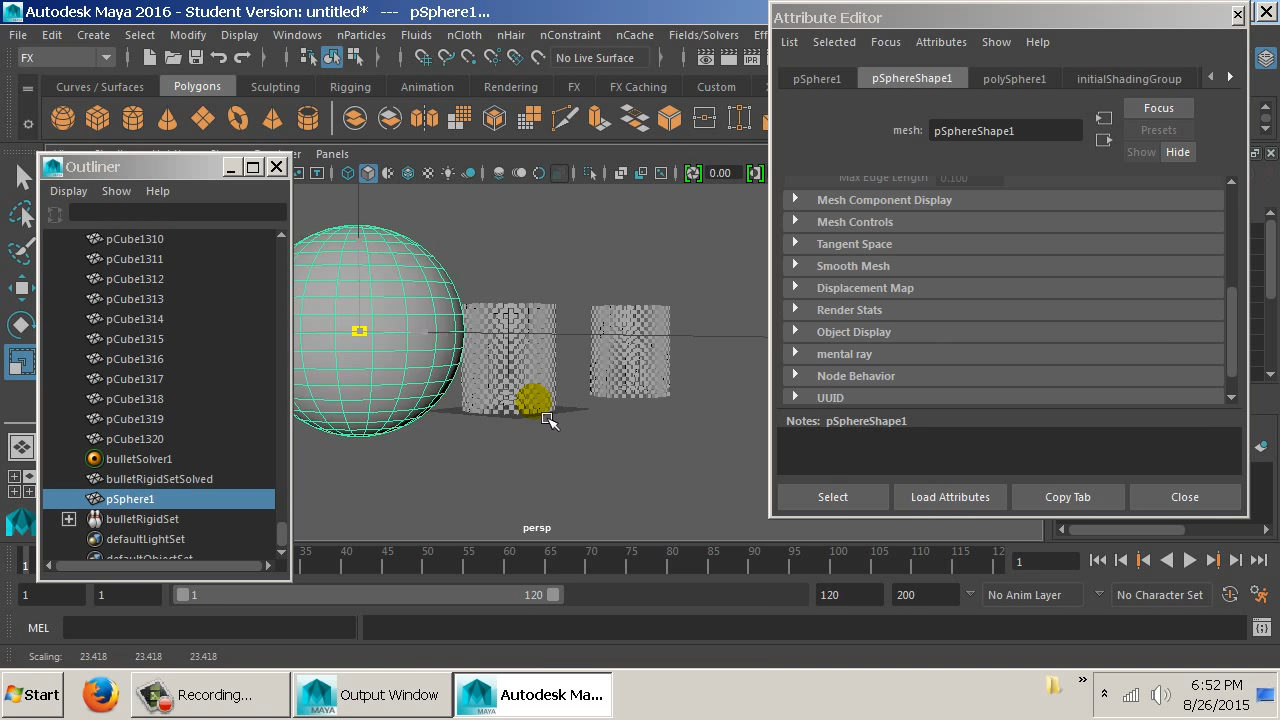 Autodesk Maya 2016 - Student Version: untitled* --- pSphere1...
File Edit Create Select Modify Display Windows nParticles Fluids nCloth nHair nConstraint nCache Fields/Solvers
FX
No Live Surface
Curves / Surfaces Polygons Sculpting Rigging Animation Rendering FX FX Caching Custom
Panels
0.00
Outliner
Display Show Help
pCube1310
pCube1311
pCube1312
pCube1313
pCube1314
pCube1315
pCube1316
pCube1317
pCube1318
pCube1319
pCube1320
bulletSolver1
bulletRigidSetSolved
pSphere1
bulletRigidSet
defaultLightSet
defaultObjectSet
persp
Attribute Editor
List Selected Focus Attributes Show Help
pSphere1 pSphereShape1 polySphere1 initialShadingGroup
Focus
mesh: pSphereShape1
Presets
Show Hide
Max Edge Length 0.100
Mesh Component Display
Mesh Controls
Tangent Space
Smooth Mesh
Displacement Map
Render Stats
Object Display
mental ray
Node Behavior
UUID
Notes: pSphereShape1
Select Load Attributes Copy Tab Close
1 35 40 45 50 55 60 65 70 75 80 85 90 95 100 105 110 115 12
1
1 1 1 120 120 200 No Anim Layer No Character Set
MEL
Scaling: 23.418 23.418 23.418
Start Recording... Output Window Autodesk Ma...
6:52 PM
8/26/2015